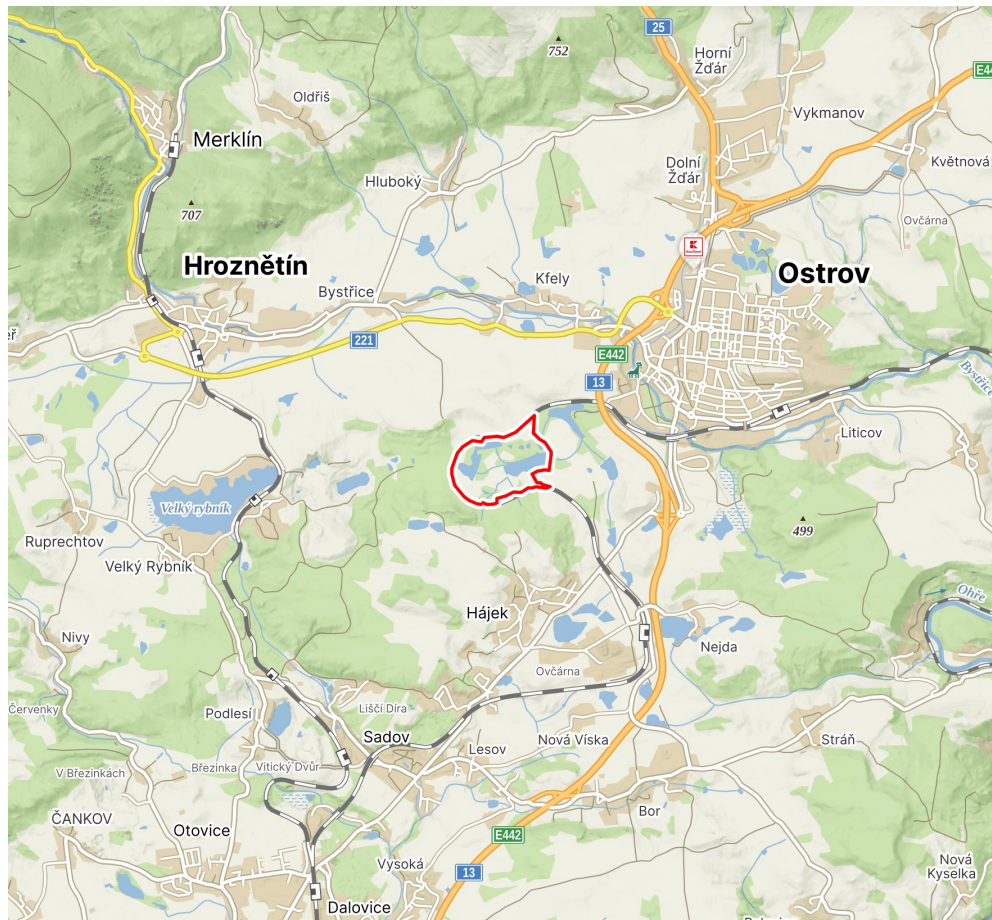 25
752
Horní
Žďár
E44
Oldřiš
Vykmanov
Merklín
Dolní
Žďár
Květnová
Hluboký
707
Ovčárna
Kaufland
Hroznětín
Ostrov
Kfely
Bystřice
221
E442
13
Bystřice
Liticov
Velký rybník
499
Ruprechtov
Velký Rybník
Ohře
Hájek
Nivy
Nejda
Ovčárna
Červenky
Podlesí
Liščí Díra
Sadov
Nová Víska
Stráň
Lesov
V Březinkách
Březinka
Vitický Dvůr
ČANKOV
Otovice
Bor
E442
Vysoká
13
Nová
Kyselka
Dalovice